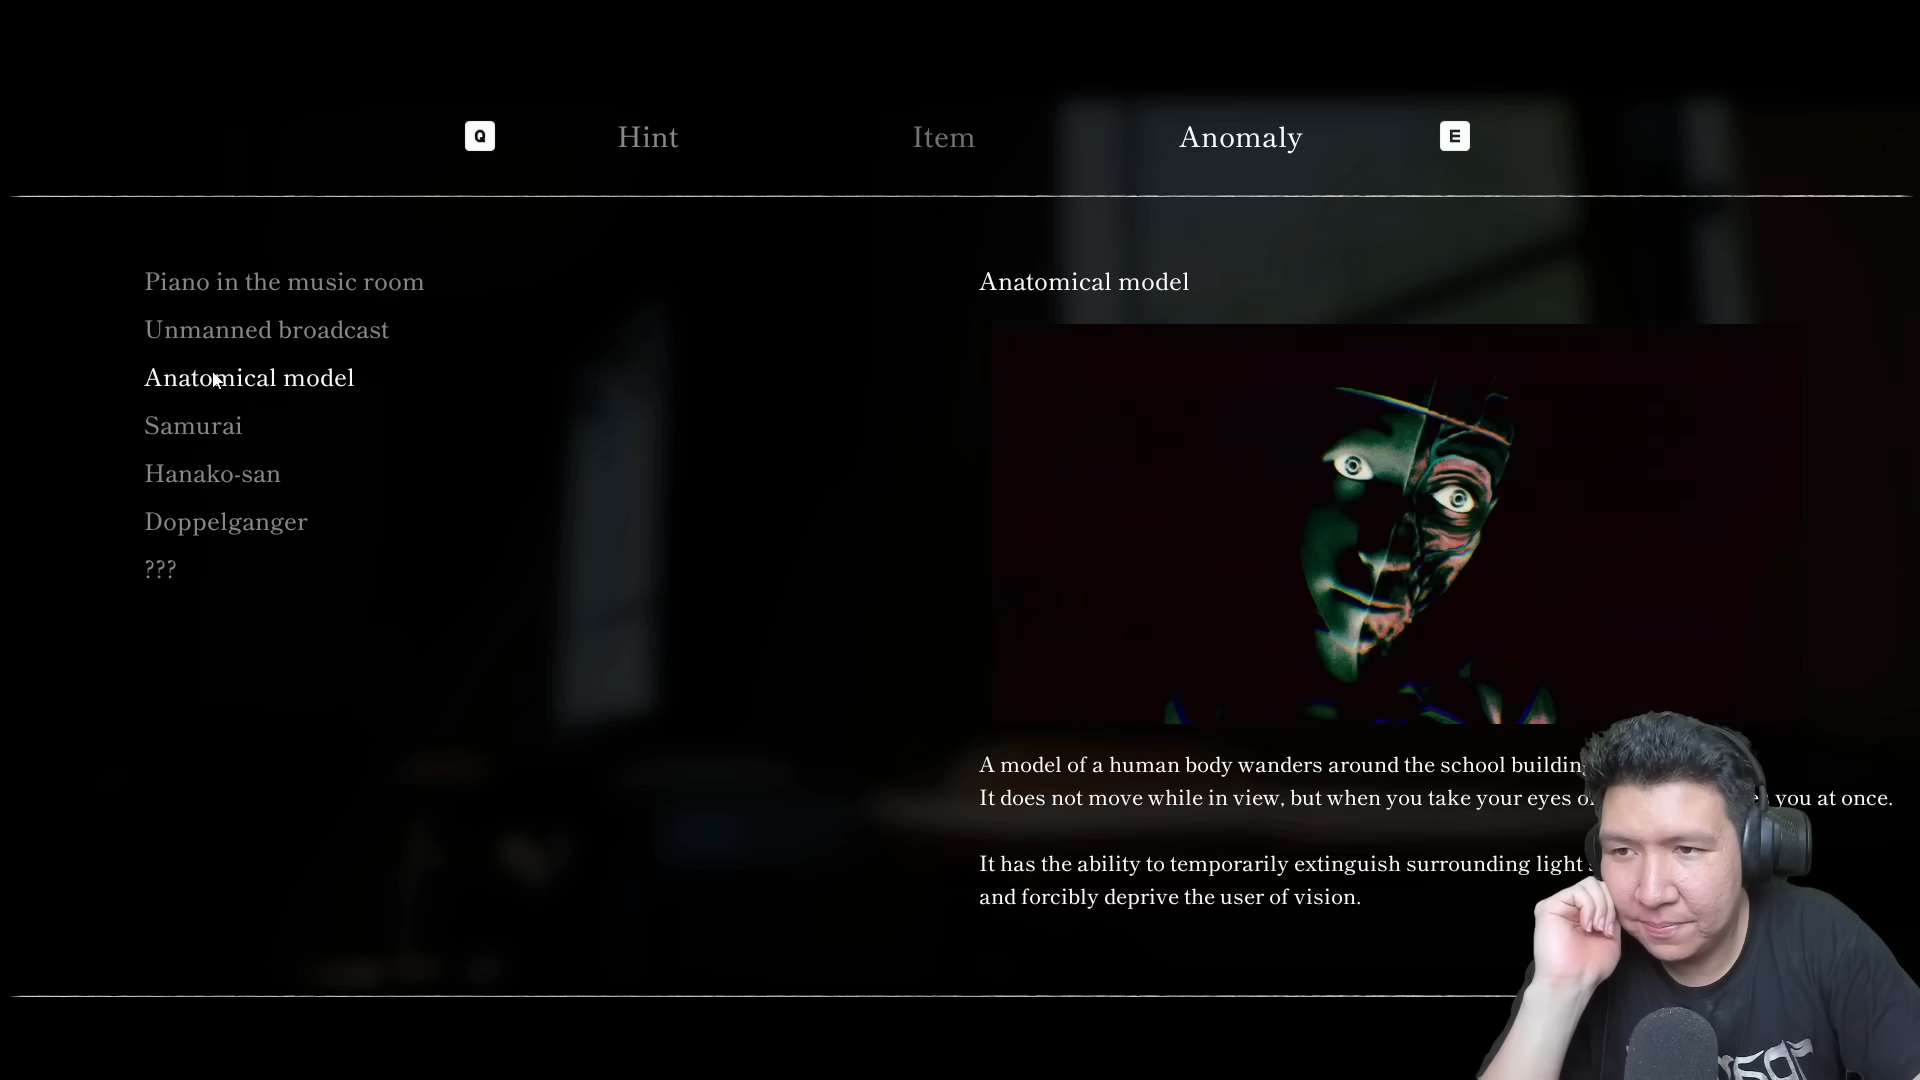 Q Hint Item Anomaly E
Piano in the music room
Unmanned broadcast
Anatomical model
Samurai
Hanako-san
Doppelganger
???
Anatomical model
A model of a human body wanders around the school
It does not move while in view, but when you take your eyes you at once.
It has the ability to temporarily extinguish surrounding light
and forcibly deprive the user of vision.